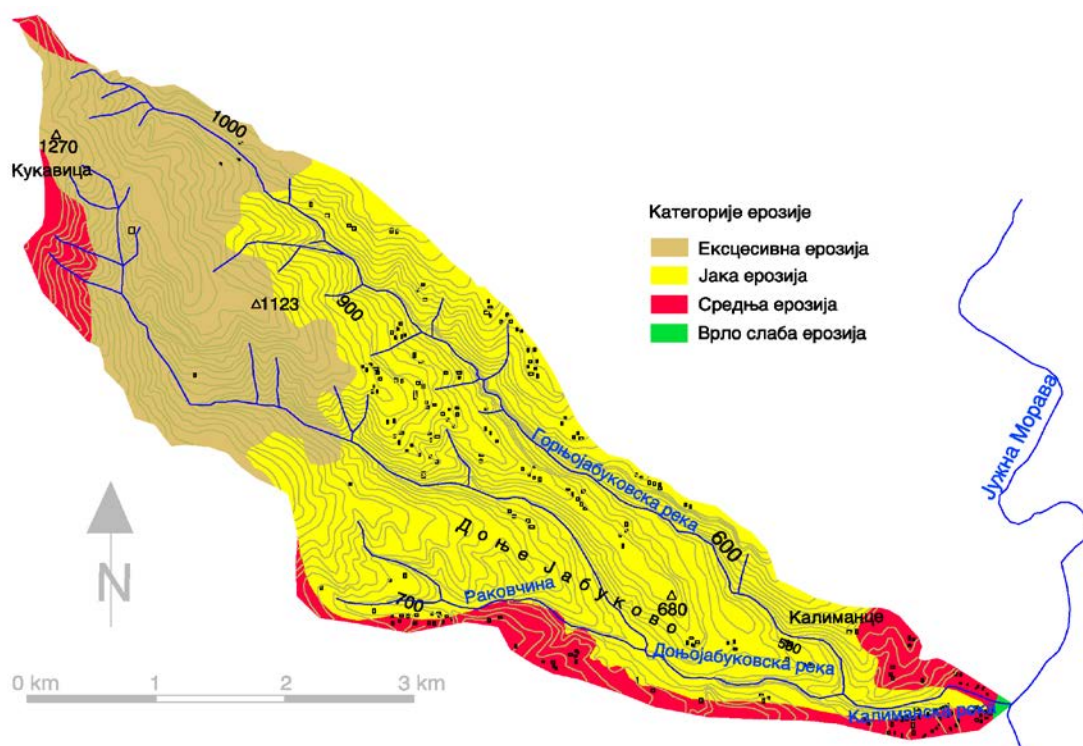 1000
1270
Кукавица
Категорије ерозије
Ексцесивна ерозија
Јака ерозија
Средња ерозија
Врло слаба ерозија
1123
900
Јужна Морава
Горњојабуковска река
600
Доње Јабуково
N
Раковчина
700
680
Калиманце
Доњојабуковска река
0 km 1 2 3 km
Калиманска река